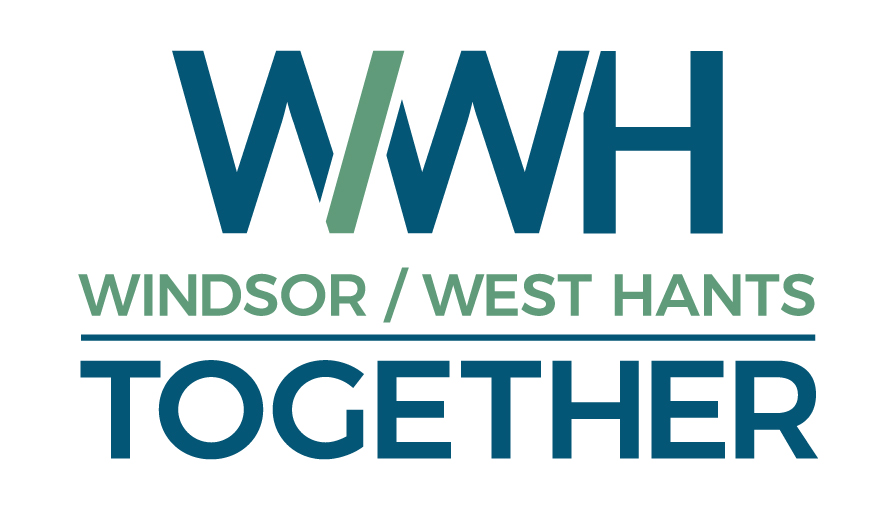 W/WH
WINDSOR / WEST HANTS
TOGETHER